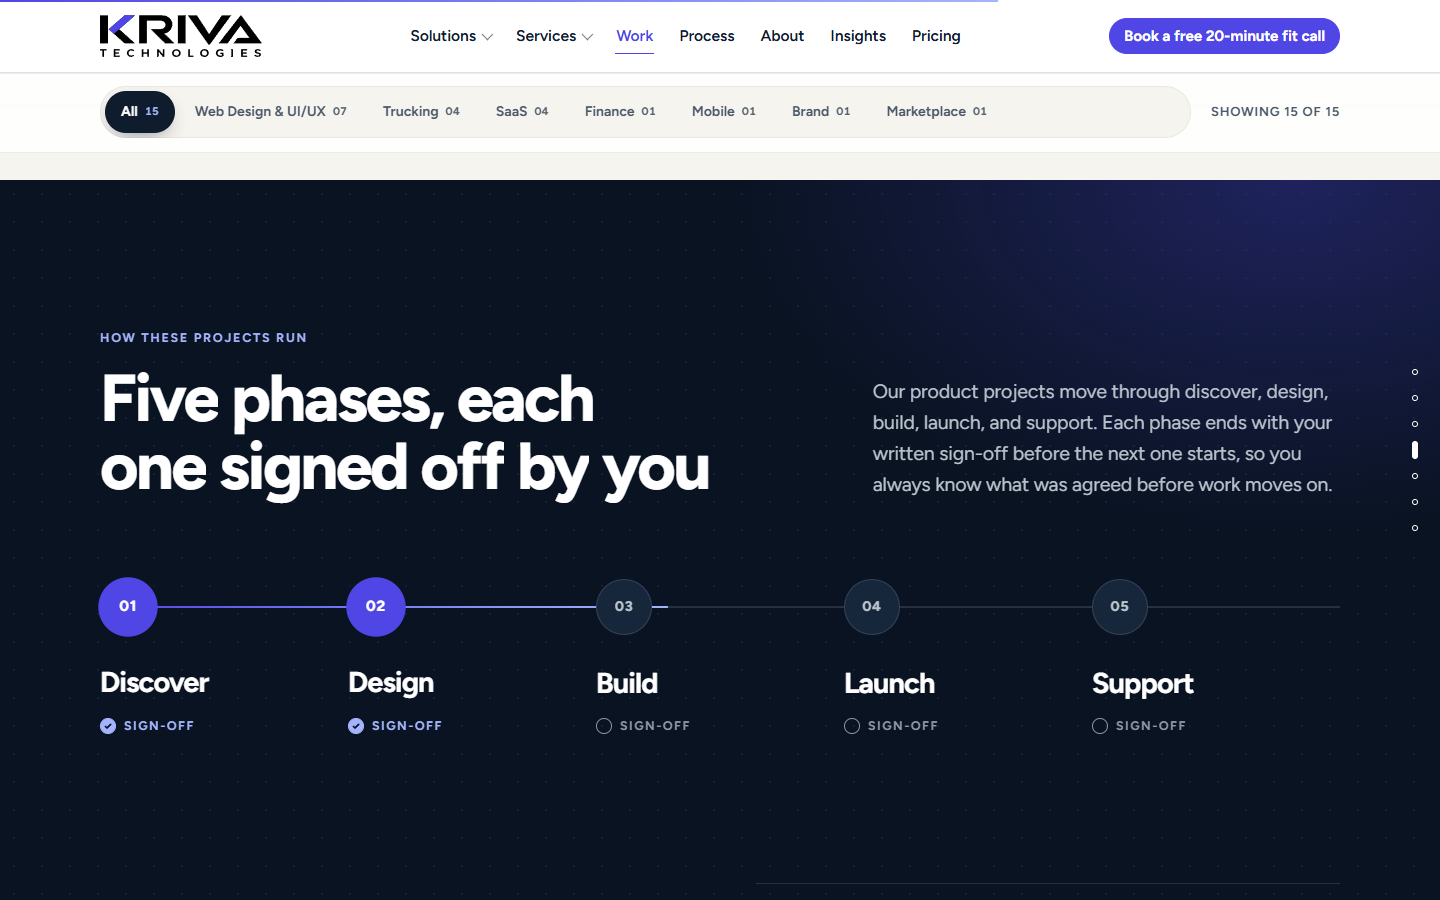 KRIVA
TECHNOLOGIES
Solutions Services Work Process About Insights Pricing
Book a free 20-minute fit call
All 15 Web Design & UI/UX 07 Trucking 04 SaaS 04 Finance 01 Mobile 01 Brand 01 Marketplace 01
SHOWING 15 OF 15
HOW THESE PROJECTS RUN
Five phases, each
one signed off by you
Our product projects move through discover, design,
build, launch, and support. Each phase ends with your
written sign-off before the next one starts, so you
always know what was agreed before work moves on.
01 02 03 04 05
Discover Design Build Launch Support
SIGN-OFF SIGN-OFF SIGN-OFF SIGN-OFF SIGN-OFF